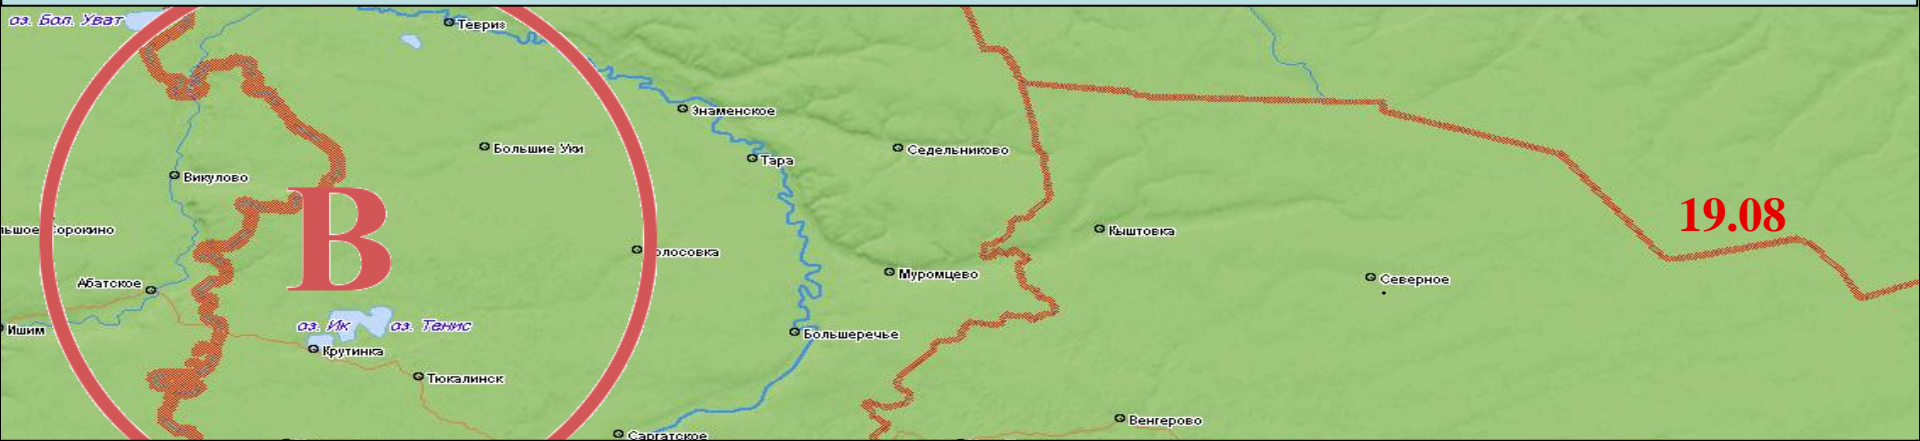 оз. Бол. Уват
Тевриз
Знаменское
Большие Уки
Седельниково
Тара
Викулово
В
19.08
Сорокино
Кыштовка
олосовка
Муромцево
Северное
Абатское
оз. Ик
оз. Тенис
Ишим
Большеречье
Крутинка
Тюкалинск
Венгерово
Саргатское